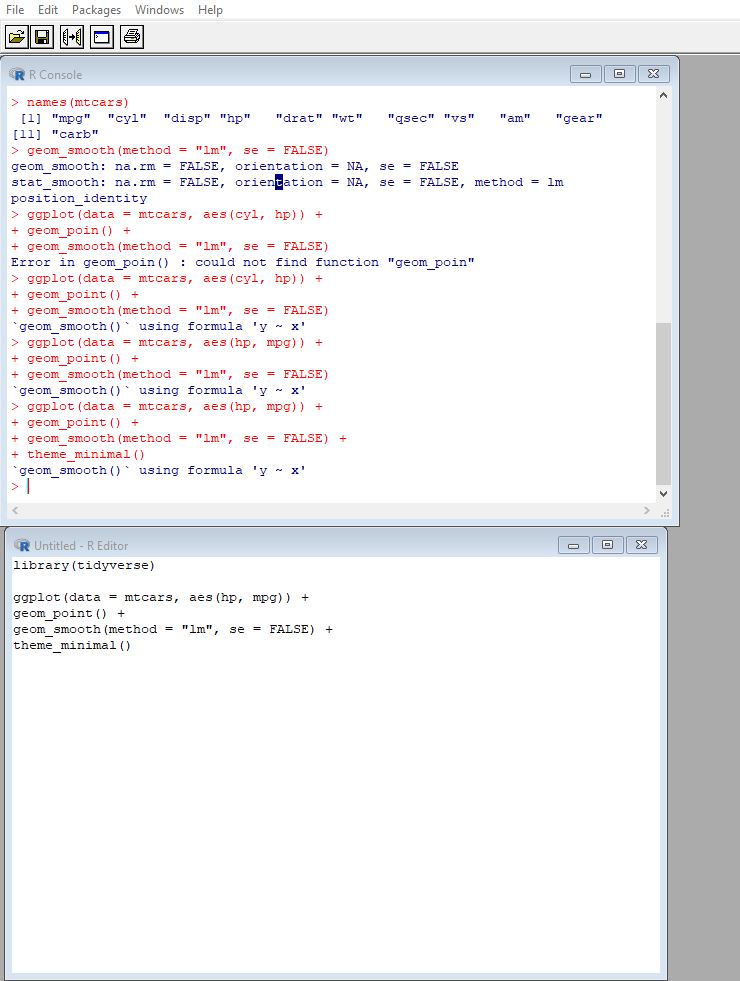 File Edit Packages Windows Help
R Console
> names(mtcars)
 [1] "mpg"  "cyl"  "disp" "hp"   "drat" "wt"   "qsec" "vs"   "am"   "gear"
[11] "carb"
> geom_smooth(method = "lm", se = FALSE)
geom_smooth: na.rm = FALSE, orientation = NA, se = FALSE
stat_smooth: na.rm = FALSE, orientation = NA, se = FALSE, method = lm
position_identity
> ggplot(data = mtcars, aes(cyl, hp)) +
+ geom_poin() +
+ geom_smooth(method = "lm", se = FALSE)
Error in geom_poin() : could not find function "geom_poin"
> ggplot(data = mtcars, aes(cyl, hp)) +
+ geom_point() +
+ geom_smooth(method = "lm", se = FALSE)
`geom_smooth()` using formula 'y ~ x'
> ggplot(data = mtcars, aes(hp, mpg)) +
+ geom_point() +
+ geom_smooth(method = "lm", se = FALSE)
`geom_smooth()` using formula 'y ~ x'
> ggplot(data = mtcars, aes(hp, mpg)) +
+ geom_point() +
+ geom_smooth(method = "lm", se = FALSE) +
+ theme_minimal()
`geom_smooth()` using formula 'y ~ x'
>
Untitled - R Editor
library(tidyverse)
ggplot(data = mtcars, aes(hp, mpg)) +
geom_point() +
geom_smooth(method = "lm", se = FALSE) +
theme_minimal()